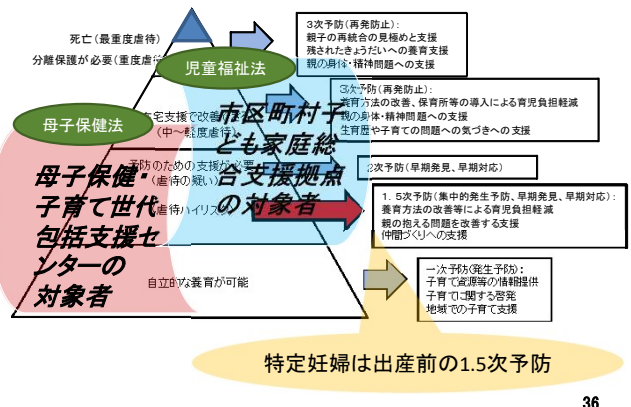 死亡(最重度虐待)
分離保護が必要(重度虐待)
児童福祉法
3次予防(再発防止):
親子の再統合の見極めと支援
残されたきょうだいへの養育支援
親の身体・精神問題への支援
母子保健法
在宅支援で改善
(中～軽度虐待)
市区町村子
ども家庭総
合支援拠点
の対象者
3次予防(再発防止):
養育方法の改善、保育所等の導入による育児負担軽減
親の身体・精神問題への支援
生育歴や子育ての問題への気づきへの支援
予防のための支援が必要
(虐待の疑い)
2次予防(早期発見、早期対応)
母子保健・
子育て世代
包括支援セ
ンターの
対象者
虐待ハイリスク
1.5次予防(集中的発生予防、早期発見、早期対応):
養育方法の改善等による育児負担軽減
親の抱える問題を改善する支援
仲間づくりへの支援
自立的な養育が可能
一次予防(発生予防):
子育て資源等の情報提供
子育てに関する啓発
地域での子育て支援
特定妊婦は出産前の1.5次予防
36